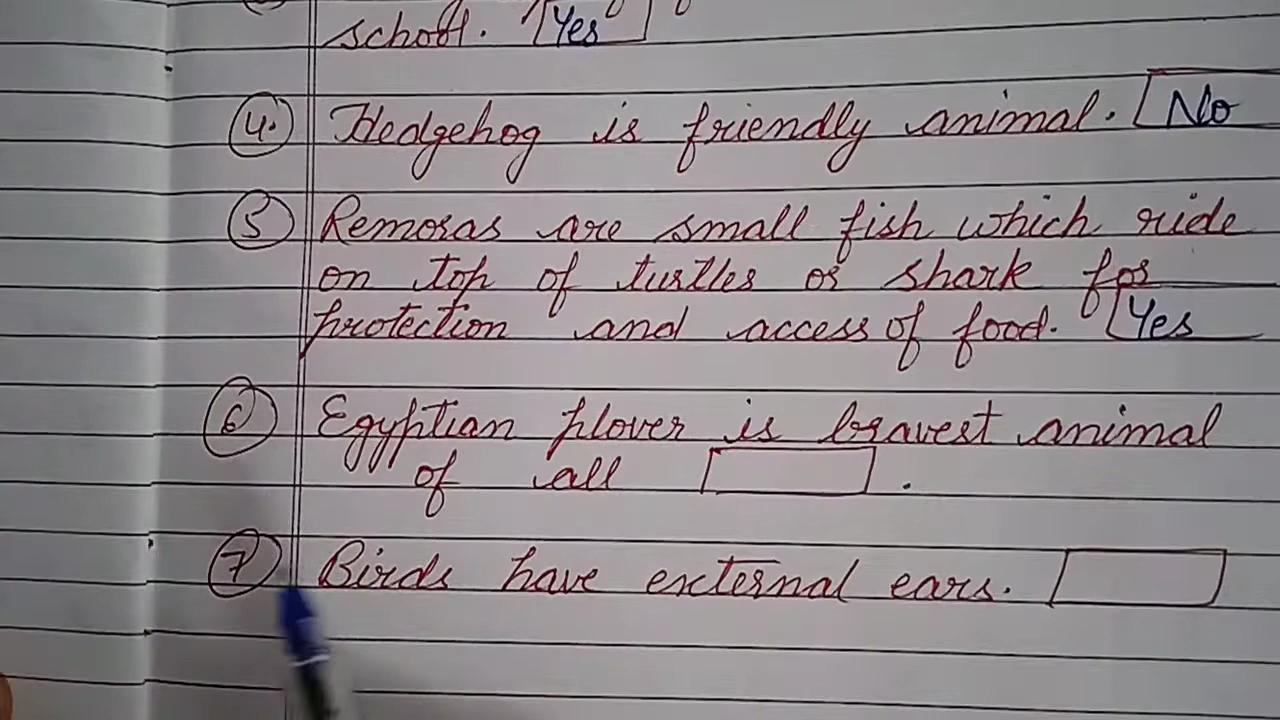 school. Yes
4. Hedgehog is friendly animal. No
5 Remoras are small fish which ride
on top of turtles or shark for
protection and access of food. Yes
6 Egyptian plover is bravest animal
of all .
7 Birds have external ears.